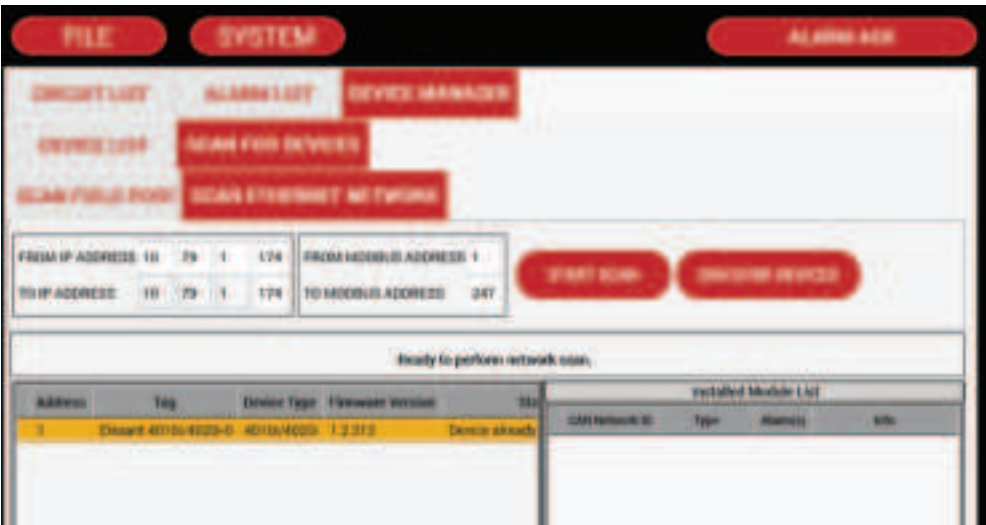 FILE SYSTEM ALARM ACK
CIRCUIT LIST ALARM LIST DEVICE MANAGER
DEVICE LIST SCAN FOR DEVICES
SCAN FIELD PORT SCAN ETHERNET NETWORK
FROM IP ADDRESS 10 79 1 174 FROM MODBUS ADDRESS 1
START SCAN
TO IP ADDRESS 10 79 1 174 TO MODBUS ADDRESS 247
Ready to perform network scan.
Installed Module List
Address Tag Device Type Firmware Version Sta
CAN Network ID Type Alarm(s) Info
1 4010i/4020i 1.2.313 Device already